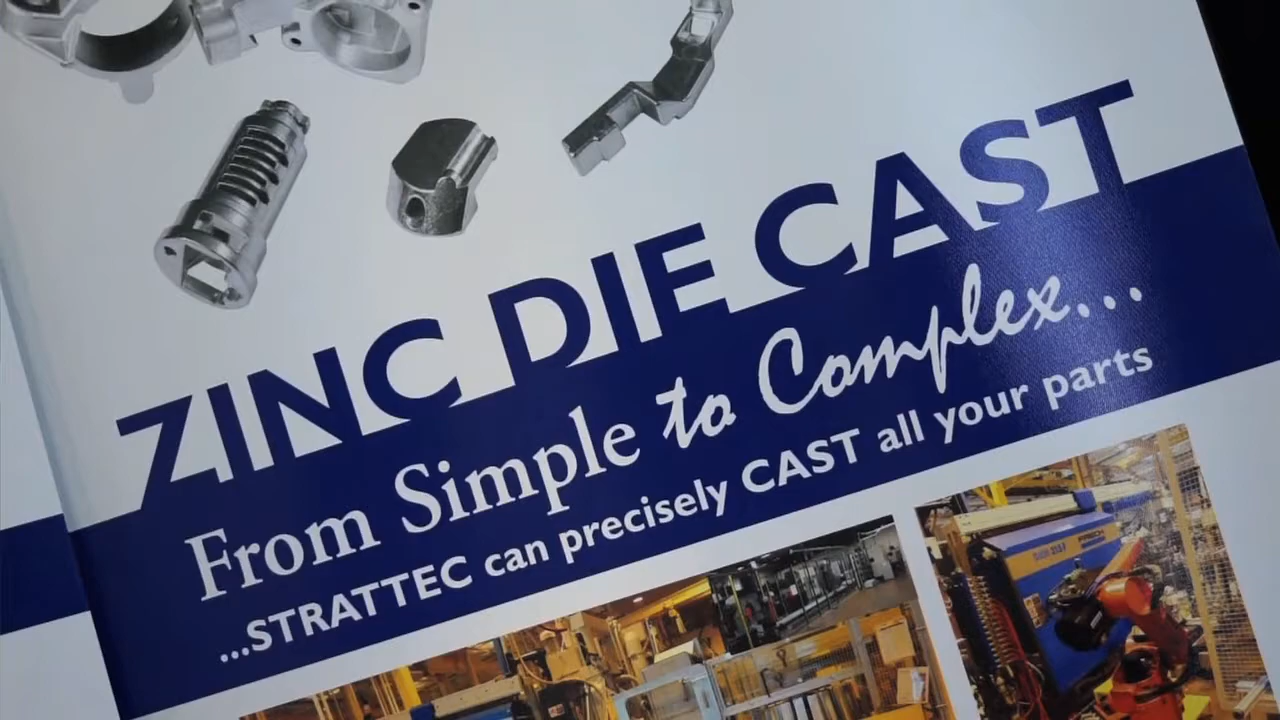 ZINC DIE CAST
From Simple to Complex...
...STRATTEC can precisely CAST all your parts